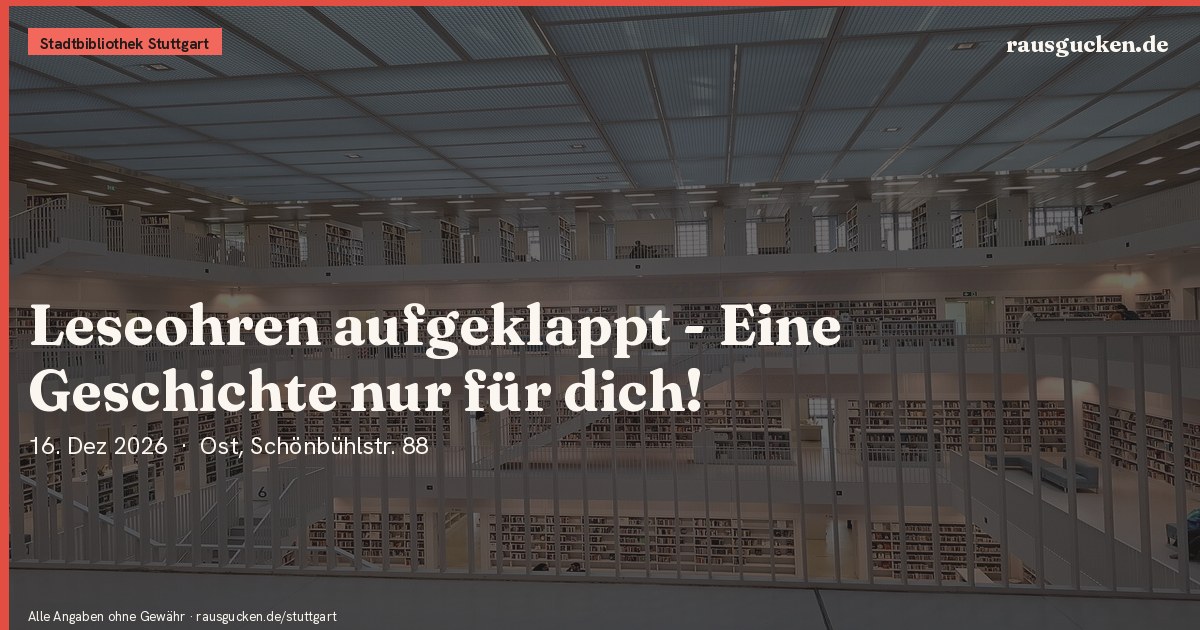 Stadtbibliothek Stuttgart
rausgucken.de
Leseohren aufgeklappt - Eine
Geschichte nur für dich!
16. Dez 2026 · Ost, Schönbühlstr. 88
6
Alle Angaben ohne Gewähr · rausgucken.de/stuttgart